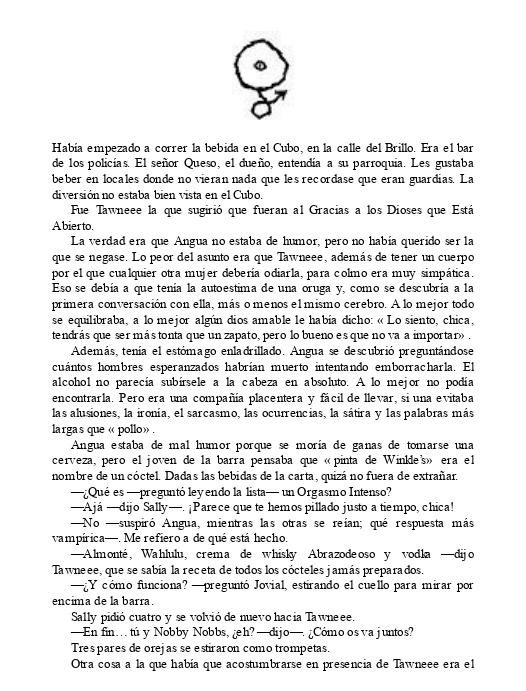 Había empezado a correr la bebida en el Cubo, en la calle del Brillo. Era el bar
de los policías. El señor Queso, el dueño, entendía a su parroquia. Les gustaba
beber en locales donde no vieran nada que les recordase que eran guardias. La
diversión no estaba bien vista en el Cubo.
Fue Tawneee la que sugirió que fueran al Gracias a los Dioses que Está
Abierto.
La verdad era que Angua no estaba de humor, pero no había querido ser la
que se negase. Lo peor del asunto era que Tawneee, además de tener un cuerpo
por el que cualquier otra mujer debería odiarla, para colmo era muy simpática.
Eso se debía a que tenía la autoestima de una oruga y, como se descubría a la
primera conversación con ella, más o menos el mismo cerebro. A lo mejor todo
se equilibraba, a lo mejor algún dios amable le había dicho: « Lo siento, chica,
tendrás que ser más tonta que un zapato, pero lo bueno es que no va a importar» .
Además, tenía el estómago enladrillado. Angua se descubrió preguntándose
cuántos hombres esperanzados habrían muerto intentando emborracharla. El
alcohol no parecía subírsele a la cabeza en absoluto. A lo mejor no podía
encontrarla. Pero era una compañía placentera y fácil de llevar, si una evitaba
las alusiones, la ironía, el sarcasmo, las ocurrencias, la sátira y las palabras más
largas que « pollo» .
Angua estaba de mal humor porque se moría de ganas de tomarse una
cerveza, pero el joven de la barra pensaba que « pinta de Winkle's» era el
nombre de un cóctel. Dadas las bebidas de la carta, quizá no fuera de extrañar.
—¿Qué es —preguntó leyendo la lista— un Orgasmo Intenso?
—Ajá —dijo Sally—. ¡Parece que te hemos pillado justo a tiempo, chica!
—No —suspiró Angua, mientras las otras se reían; qué respuesta más
vampírica—. Me refiero a de qué está hecho.
—Almonté, Wahlulu, crema de whisky Abrazodeoso y vodka —dijo
Tawneee, que se sabía la receta de todos los cócteles jamás preparados.
—¿Y cómo funciona? —preguntó Jovial, estirando el cuello para mirar por
encima de la barra.
Sally pidió cuatro y se volvió de nuevo hacia Tawneee.
—En fin… tú y Nobby Nobbs, ¿eh? —dijo—. ¿Cómo os va juntos?
Tres pares de orejas se estiraron como trompetas.
Otra cosa a la que había que acostumbrarse en presencia de Tawneee era el